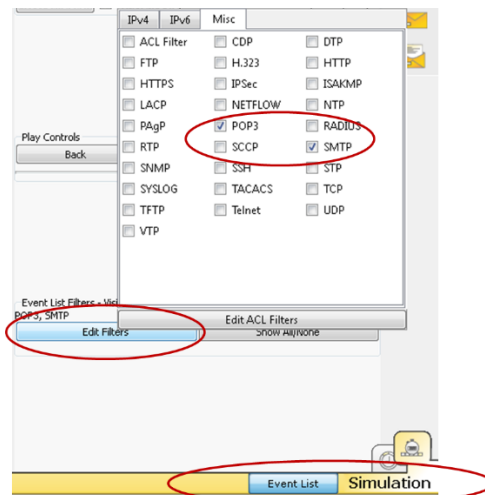 IPv4 IPv6 Misc
ACL Filter CDP DTP
FTP H.323 HTTP
HTTPS IPSec ISAKMP
LACP NETFLOW NTP
PAgP POP3 RADIUS
Play Controls
RTP SCCP SMTP
Back
SNMP SSH STP
SYSLOG TACACS TCP
TFTP Telnet UDP
VTP
Event List Filters - Visi
POP3, SMTP
Edit ACL Filters
Edit Filters Show All/None
Event List Simulation